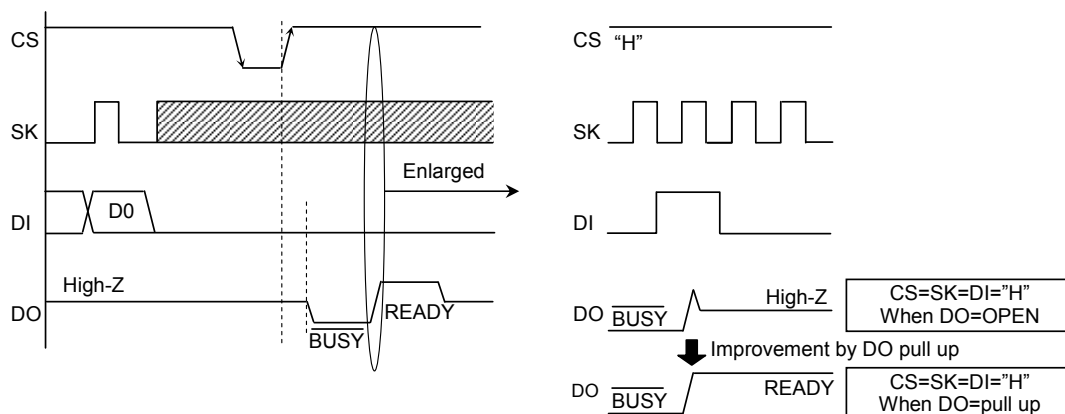 CS
SK
Enlarged
DI
D0
High-Z
DO
BUSY
READY
CS “H”
SK
DI
DO BUSY High-Z
CS=SK=DI=”H”
When DO=OPEN
Improvement by DO pull up
DO BUSY READY
CS=SK=DI=”H”
When DO=pull up